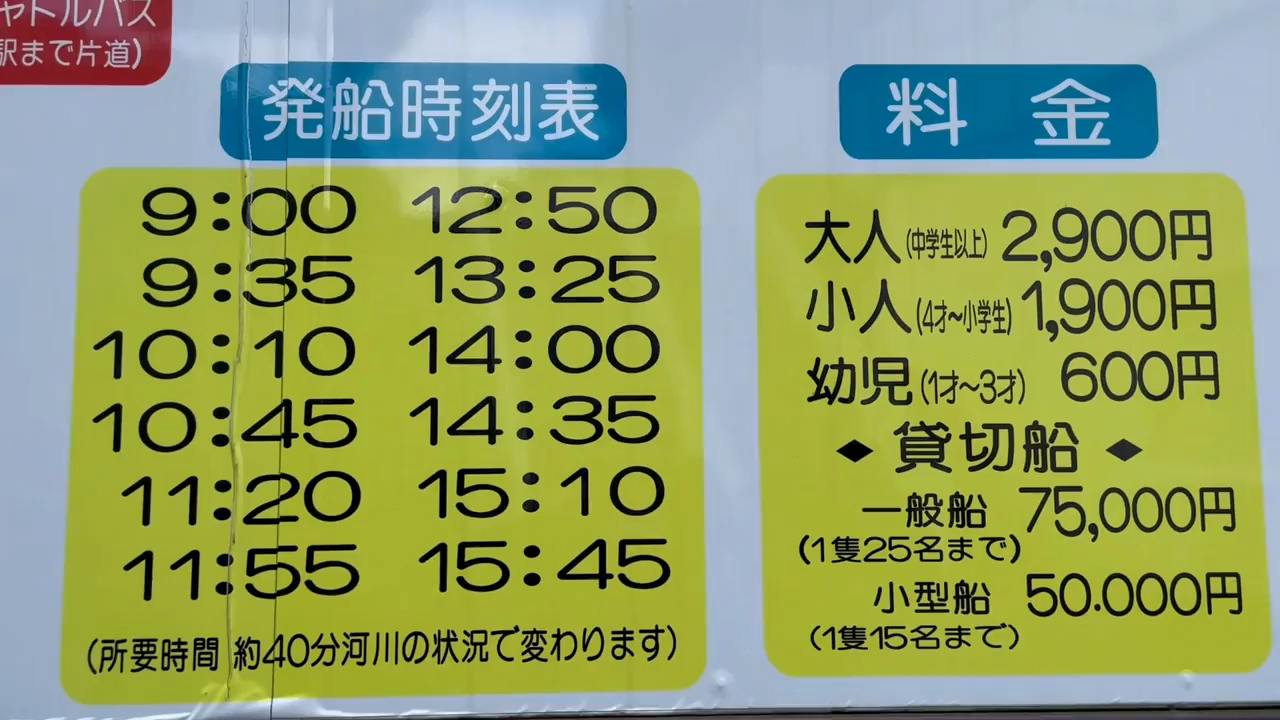 ャトルバス
駅まで片道)
発船時刻表
9:00 12:50
9:35 13:25
10:10 14:00
10:45 14:35
11:20 15:10
11:55 15:45
(所要時間 約40分河川の状況で変わります)
料 金
大人(中学生以上) 2,900円
小人(4才〜小学生) 1,900円
幼児(1才〜3才) 600円
◆ 貸切船 ◆
一般船 75,000円
(1隻25名まで)
小型船 50.000円
(1隻15名まで)